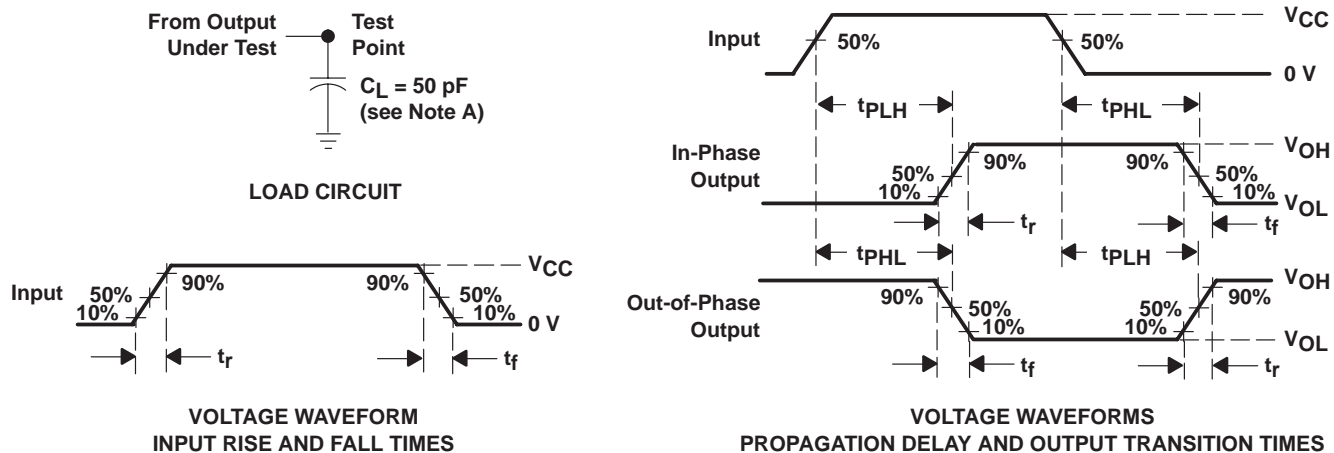 From Output
Under Test
Test
Point
CL = 50 pF
(see Note A)
LOAD CIRCUIT
Input
50%
10%
90%
90%
50%
10%
VCC
0 V
tr
tf
VOLTAGE WAVEFORM
INPUT RISE AND FALL TIMES
Input
50%
50%
VCC
0 V
tPLH
tPHL
In-Phase
Output
50%
10%
90%
90%
50%
10%
VOH
VOL
tr
tf
tPHL
tPLH
Out-of-Phase
Output
90%
50%
10%
50%
10%
90%
VOH
VOL
tf
tr
VOLTAGE WAVEFORMS
PROPAGATION DELAY AND OUTPUT TRANSITION TIMES